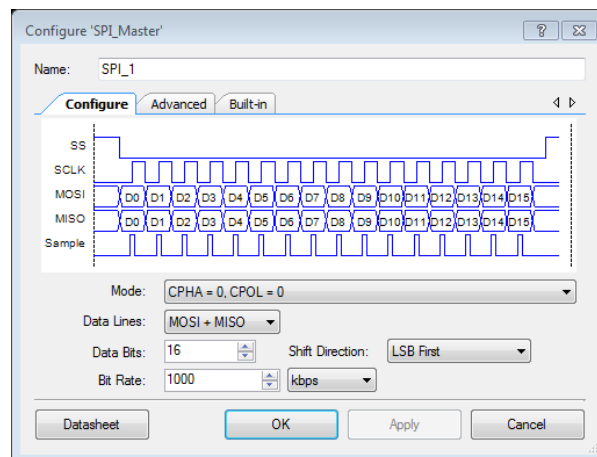 Configure 'SPI_Master'
Name: SPI_1
Configure Advanced Built-in
SS
SCLK
MOSI D0 D1 D2 D3 D4 D5 D6 D7 D8 D9 D10 D11 D12 D13 D14 D15
MISO D0 D1 D2 D3 D4 D5 D6 D7 D8 D9 D10 D11 D12 D13 D14 D15
Sample
Mode: CPHA = 0, CPOL = 0
Data Lines: MOSI + MISO
Data Bits: 16 Shift Direction: LSB First
Bit Rate: 1000 kbps
Datasheet OK Apply Cancel